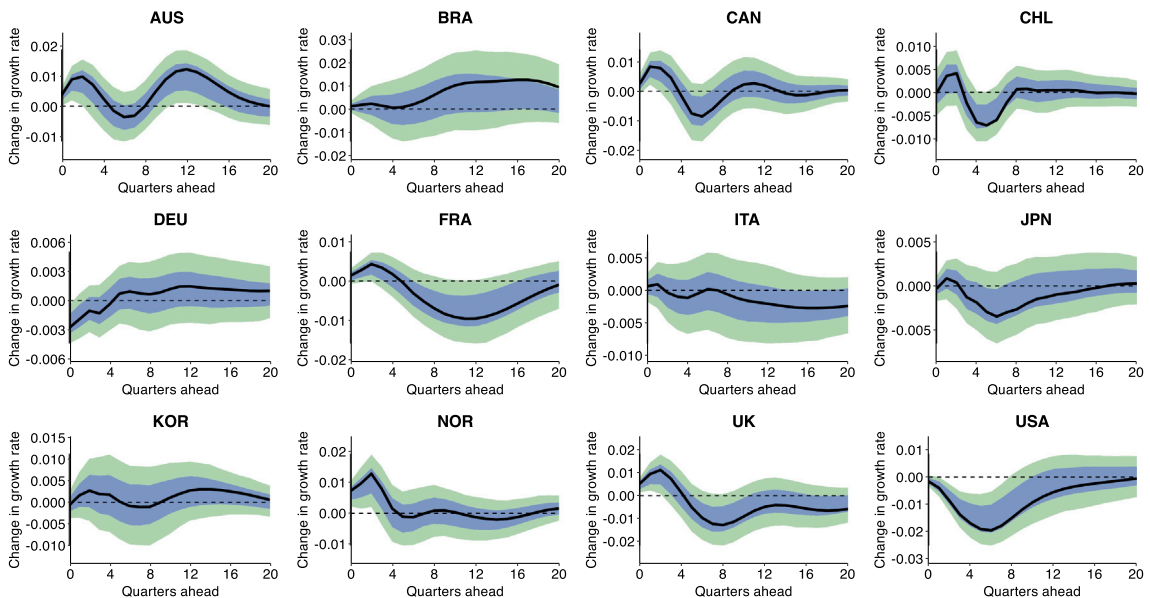 AUS BRA CAN CHL
Change in growth rate Change in growth rate Change in growth rate Change in growth rate
0.02 0.03 0.02 0.010
0.01 0.02 0.01 0.005
0.00 0.01 0.00 0.000
-0.01 0.00 -0.01 -0.005
-0.01 -0.02 -0.010
-0.02
0 4 8 12 16 20 0 4 8 12 16 20 0 4 8 12 16 20 0 4 8 12 16 20
Quarters ahead Quarters ahead Quarters ahead Quarters ahead
DEU FRA ITA JPN
Change in growth rate Change in growth rate Change in growth rate Change in growth rate
0.006 0.01 0.005 0.005
0.003 0.00 0.000 0.000
0.000 -0.01 -0.005 -0.005
-0.003 -0.02 -0.010
-0.006
0 4 8 12 16 20 0 4 8 12 16 20 0 4 8 12 16 20 0 4 8 12 16 20
Quarters ahead Quarters ahead Quarters ahead Quarters ahead
KOR NOR UK USA
Change in growth rate Change in growth rate Change in growth rate Change in growth rate
0.015 0.02 0.02 0.01
0.010 0.01 0.01 0.00
0.005 0.00 0.00 -0.01
0.000 -0.01 -0.01 -0.02
-0.005 -0.02 -0.03
-0.010
0 4 8 12 16 20 0 4 8 12 16 20 0 4 8 12 16 20 0 4 8 12 16 20
Quarters ahead Quarters ahead Quarters ahead Quarters ahead